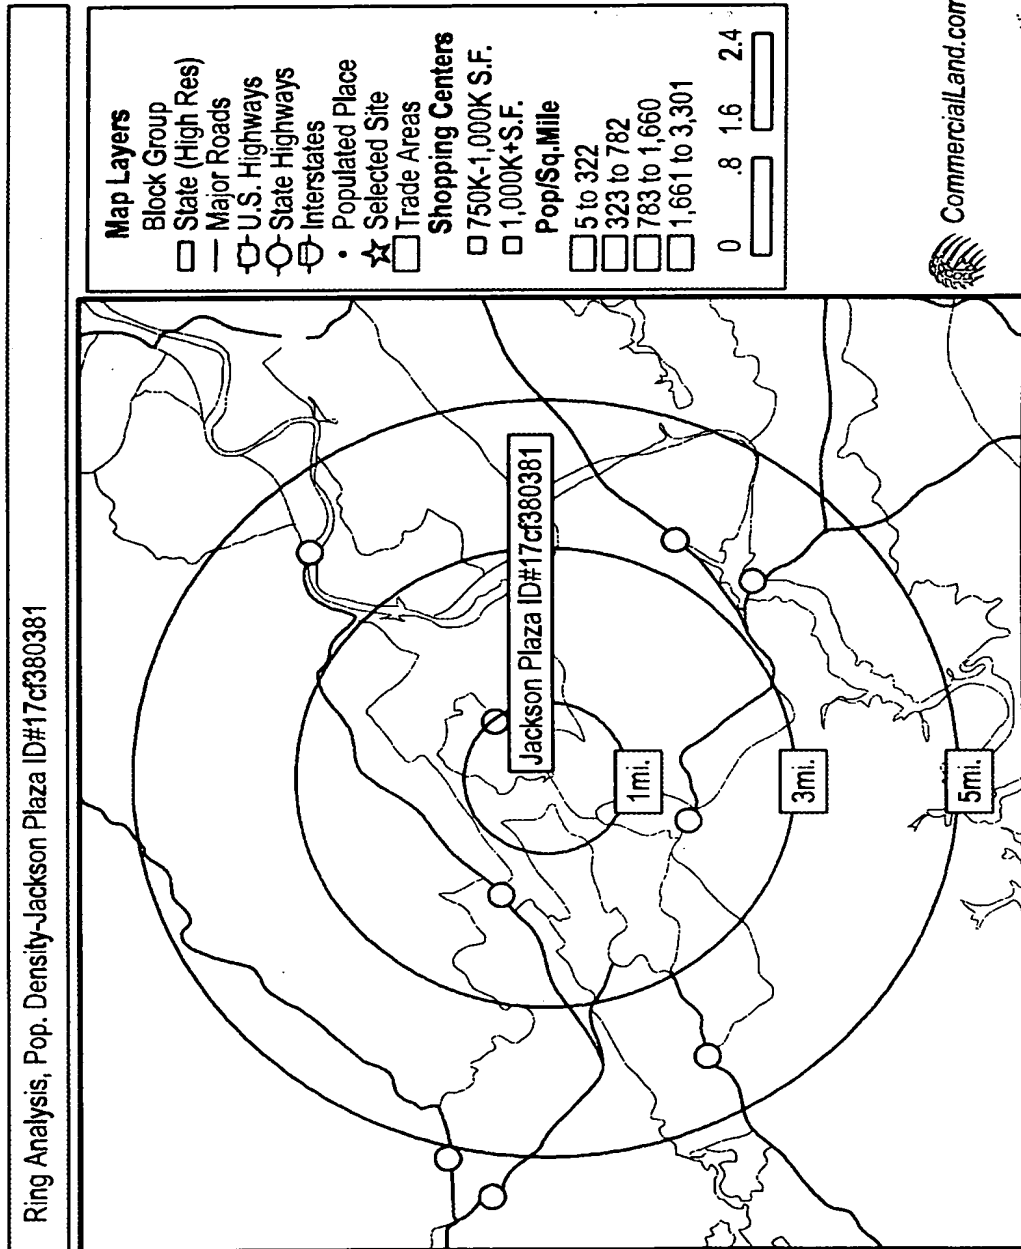 Ring Analysis, Pop. Density-Jackson Plaza ID#17cf380381
Jackson Plaza ID#17cf380381
1mi.
3mi.
5mi.
Map Layers
Block Group
State (High Res)
Major Roads
U.S. Highways
State Highways
Interstates
Populated Place
Selected Site
Trade Areas
Shopping Centers
750K-1,000K S.F.
1,000K+S.F.
Pop/Sq.Mile
5 to 322
323 to 782
783 to 1,660
1,661 to 3,301
0 .8 1.6 2.4
CommercialLand.com